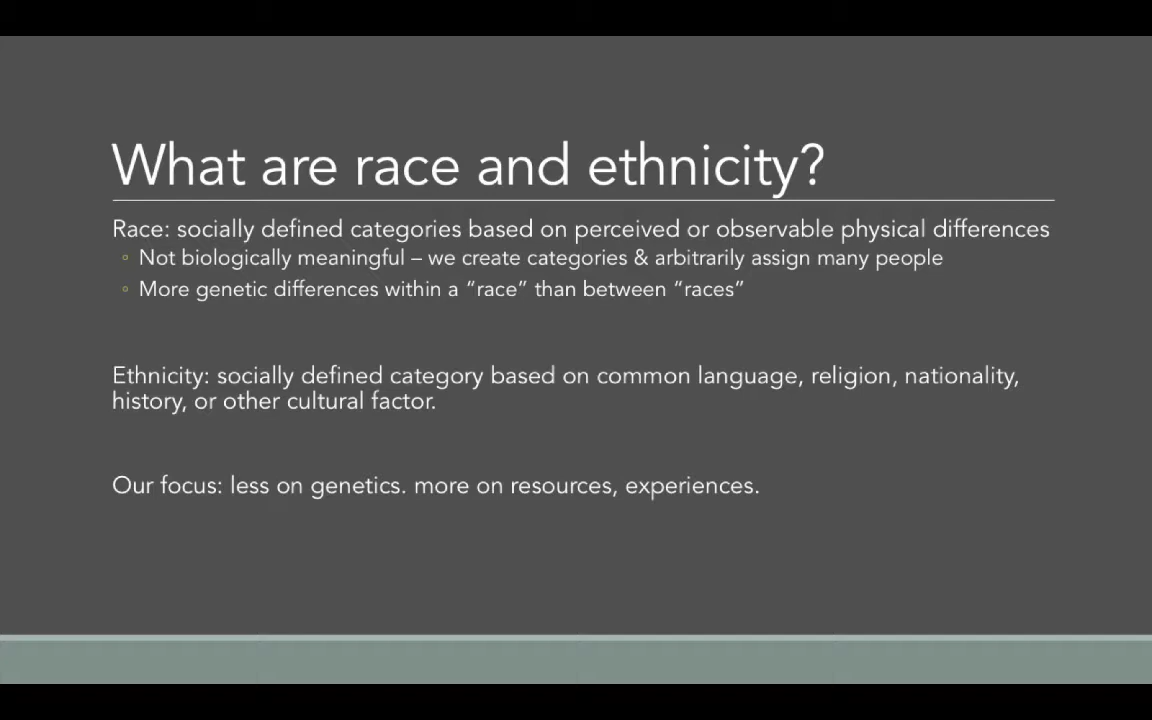 What are race and ethnicity?
Race: socially defined categories based on perceived or observable physical differences
◦ Not biologically meaningful – we create categories & arbitrarily assign many people
◦ More genetic differences within a “race” than between “races”
Ethnicity: socially defined category based on common language, religion, nationality,
history, or other cultural factor.
Our focus: less on genetics. more on resources, experiences.